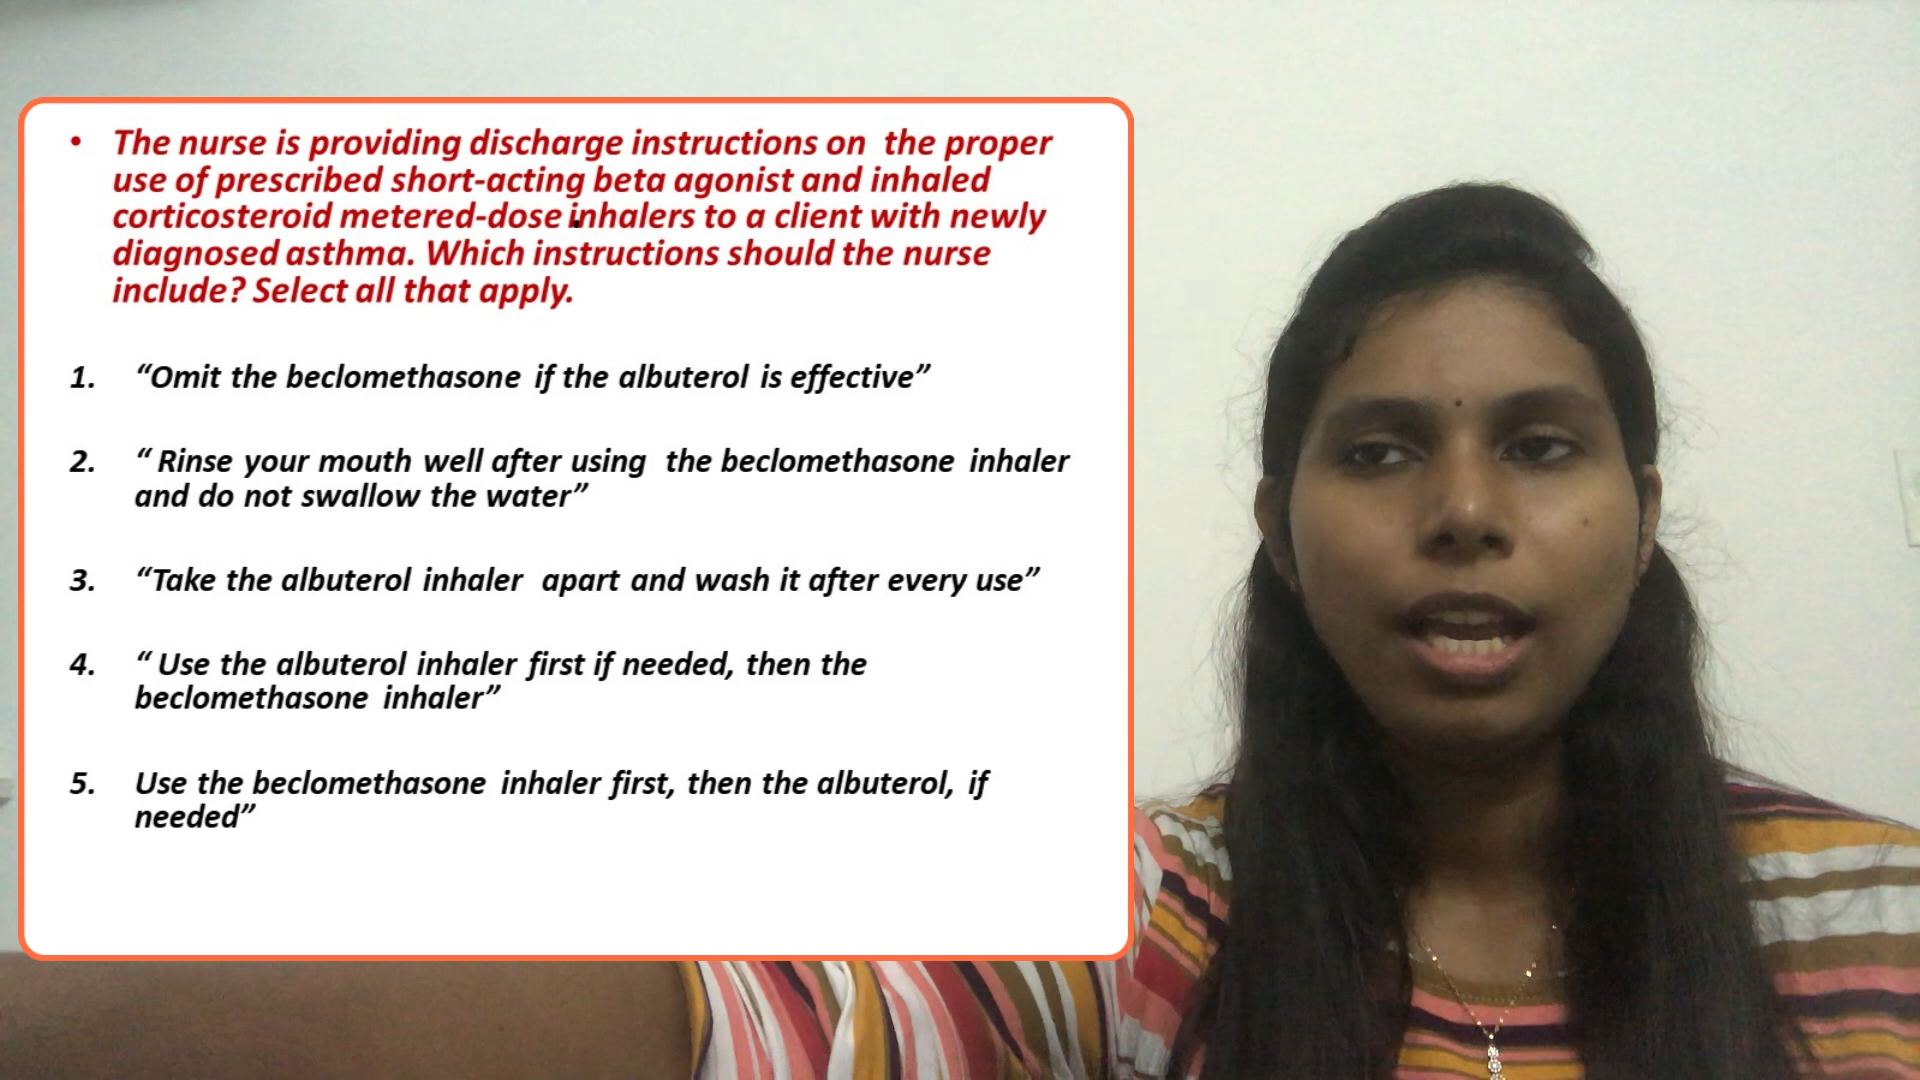 • The nurse is providing discharge instructions on the proper
use of prescribed short-acting beta agonist and inhaled
corticosteroid metered-dose inhalers to a client with newly
diagnosed asthma. Which instructions should the nurse
include? Select all that apply.
1. “Omit the beclomethasone if the albuterol is effective”
2. “ Rinse your mouth well after using the beclomethasone inhaler
and do not swallow the water”
3. “Take the albuterol inhaler apart and wash it after every use”
4. “ Use the albuterol inhaler first if needed, then the
beclomethasone inhaler”
5. Use the beclomethasone inhaler first, then the albuterol, if
needed”